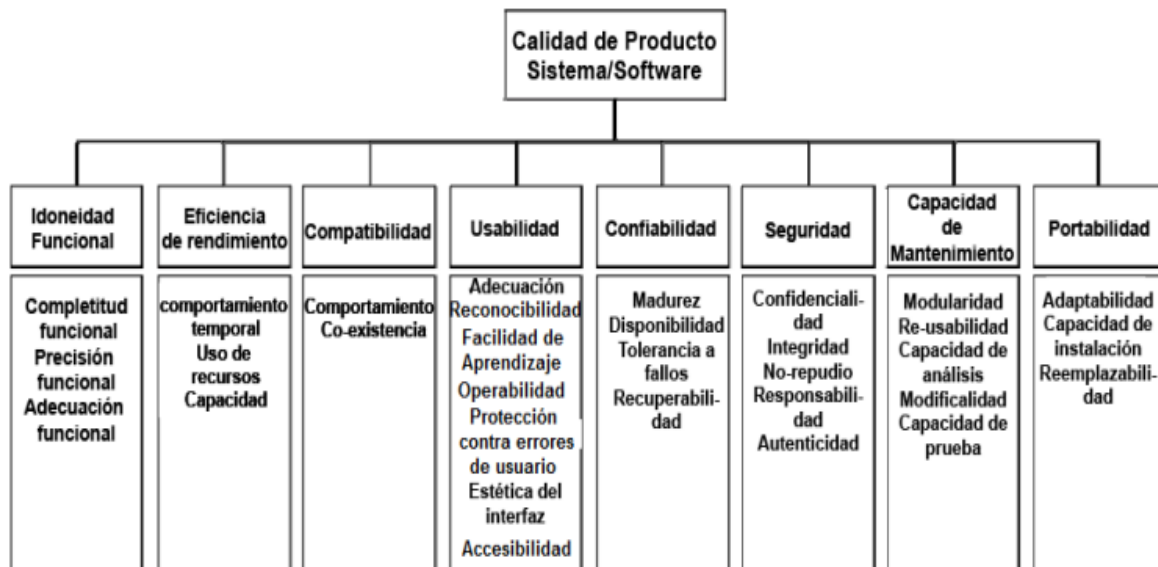 Calidad de Producto
Sistema/Software
Idoneidad
Funcional
Completitud
funcional
Precisión
funcional
Adecuación
funcional
Eficiencia
de rendimiento
comportamiento
temporal
Uso de
recursos
Capacidad
Compatibilidad
Comportamiento
Co-existencia
Usabilidad
Adecuación
Reconocibilidad
Facilidad de
Aprendizaje
Operabilidad
Protección
contra errores
de usuario
Estética del
interfaz
Accesibilidad
Confiabilidad
Madurez
Disponibilidad
Tolerancia a
fallos
Recuperabili-
dad
Seguridad
Confidenciali-
dad
Integridad
No-repudio
Responsabili-
dad
Autenticidad
Capacidad
de
Mantenimiento
Modularidad
Re-usabilidad
Capacidad de
análisis
Modificalidad
Capacidad de
prueba
Portabilidad
Adaptabilidad
Capacidad de
instalación
Reemplazabili-
dad